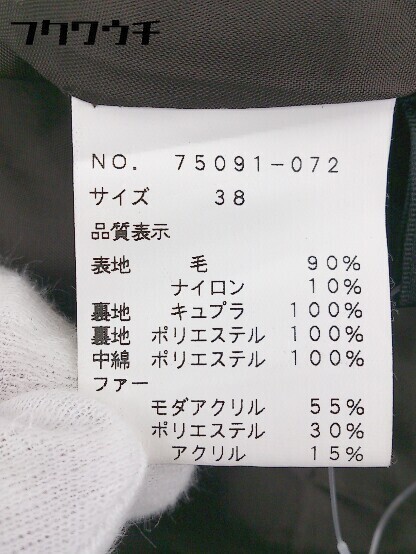 フクワウチ
NO. 75091-072
サイズ 38
品質表示
表地 毛 90%
ナイロン 10%
裏地 キュプラ 100%
裏地 ポリエステル 100%
中綿 ポリエステル 100%
ファー
モダアクリル 55%
ポリエステル 30%
アクリル 15%